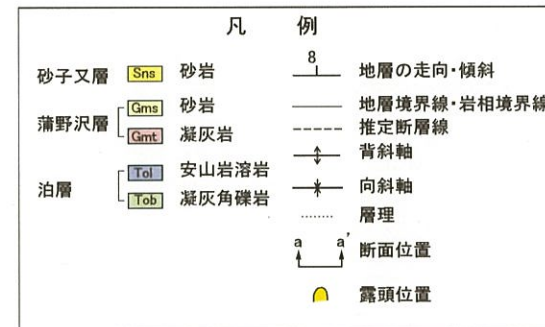 凡 例
砂子又層 Sns 砂岩
蒲野沢層 Gms 砂岩
Gmt 凝灰岩
泊層 Tol 安山岩溶岩
Tob 凝灰角礫岩
8 地層の走向・傾斜
地層境界線・岩相境界線
推定断層線
背斜軸
向斜軸
層理
a a' 断面位置
露頭位置